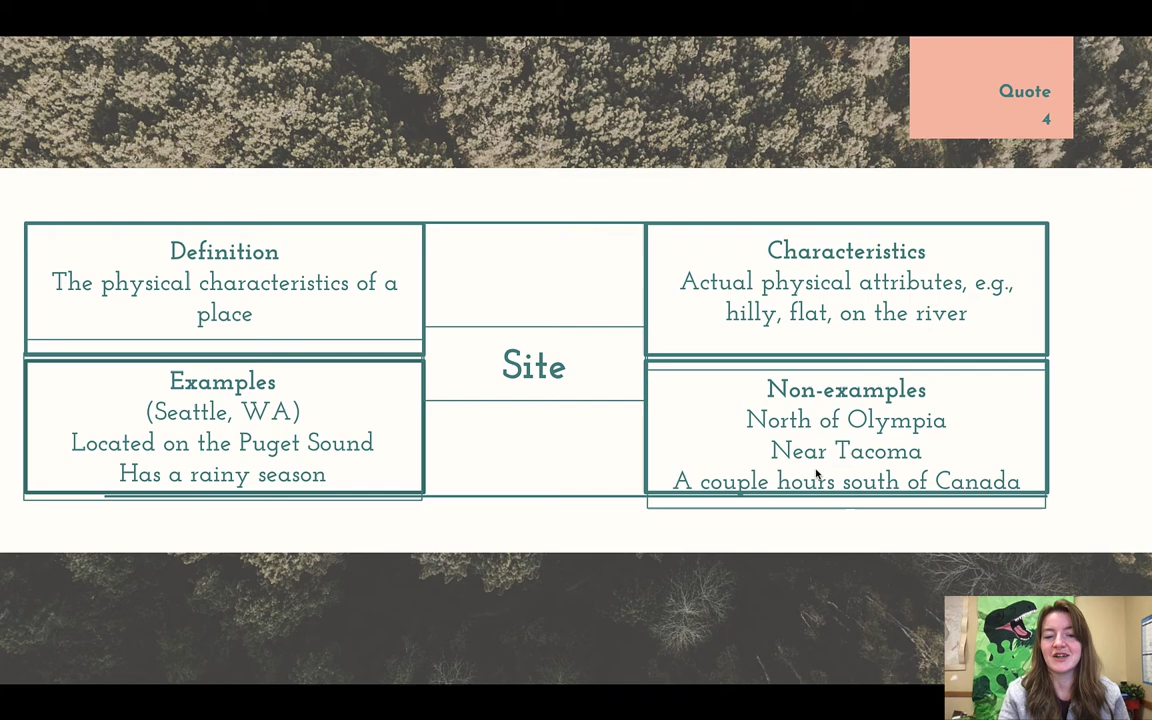 Quote
4
Definition
The physical characteristics of a
place
Characteristics
Actual physical attributes, e.g.,
hilly, flat, on the river
Site
Examples
(Seattle, WA)
Located on the Puget Sound
Has a rainy season
Non-examples
North of Olympia
Near Tacoma
A couple hours south of Canada